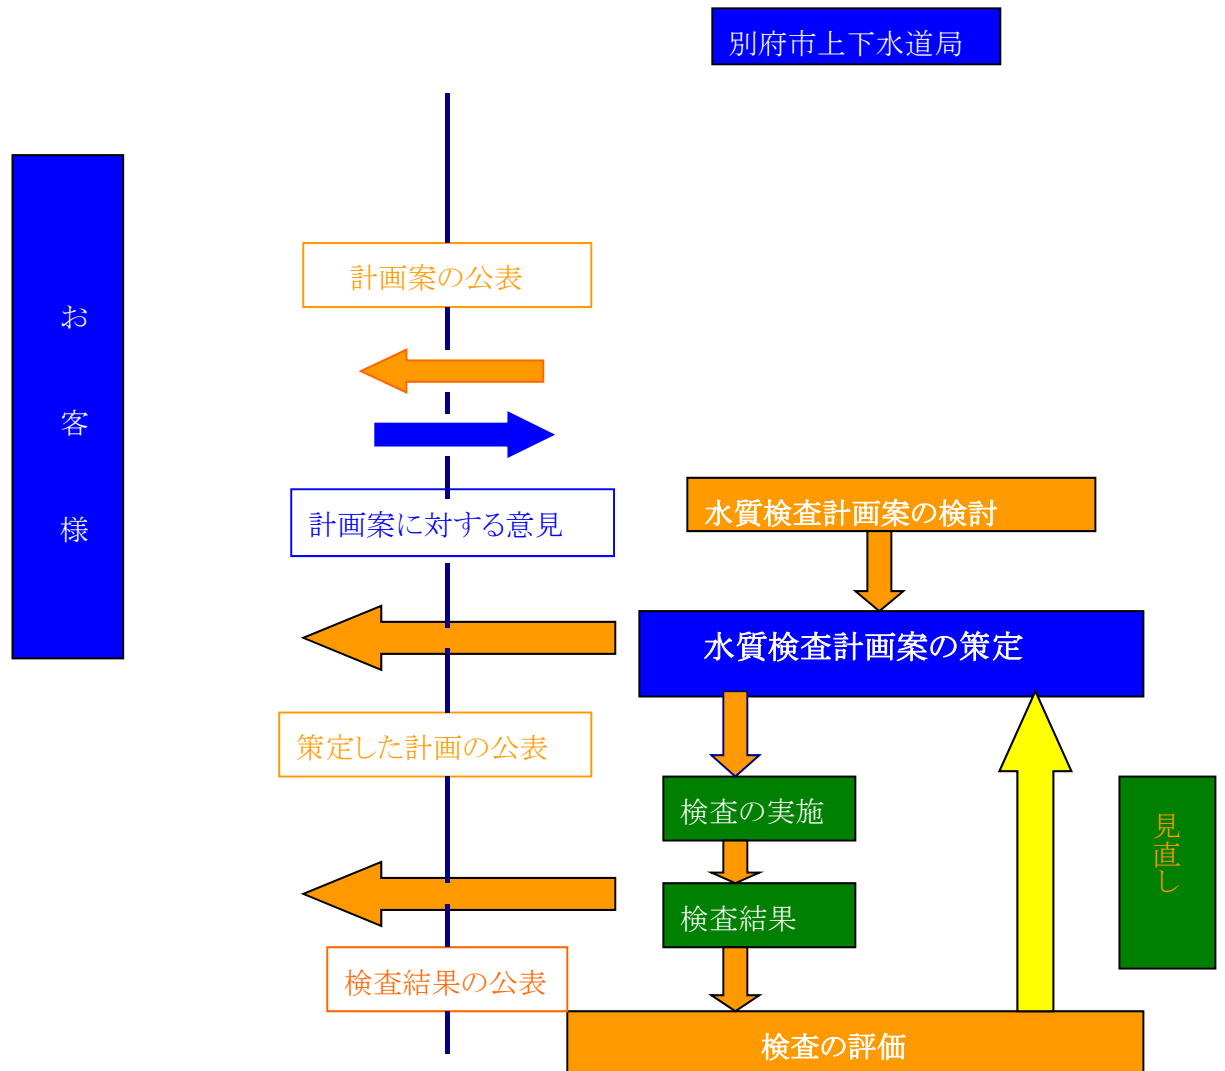 別府市上下水道局
お客様
計画案の公表
計画案に対する意見
水質検査計画案の検討
水質検査計画案の策定
策定した計画の公表
検査の実施
見直し
検査結果
検査結果の公表
検査の評価